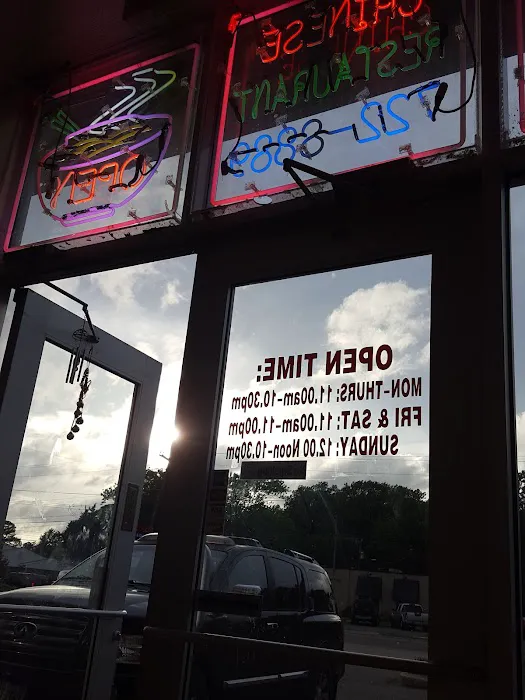 CHINESE
RESTAURANT
722-8889
OPEN
OPEN TIME:
MON-THURS: 11.00am-10.30pm
FRI & SAT: 11.00am-11.00pm
SUNDAY: 12.00 Noon-10.30pm